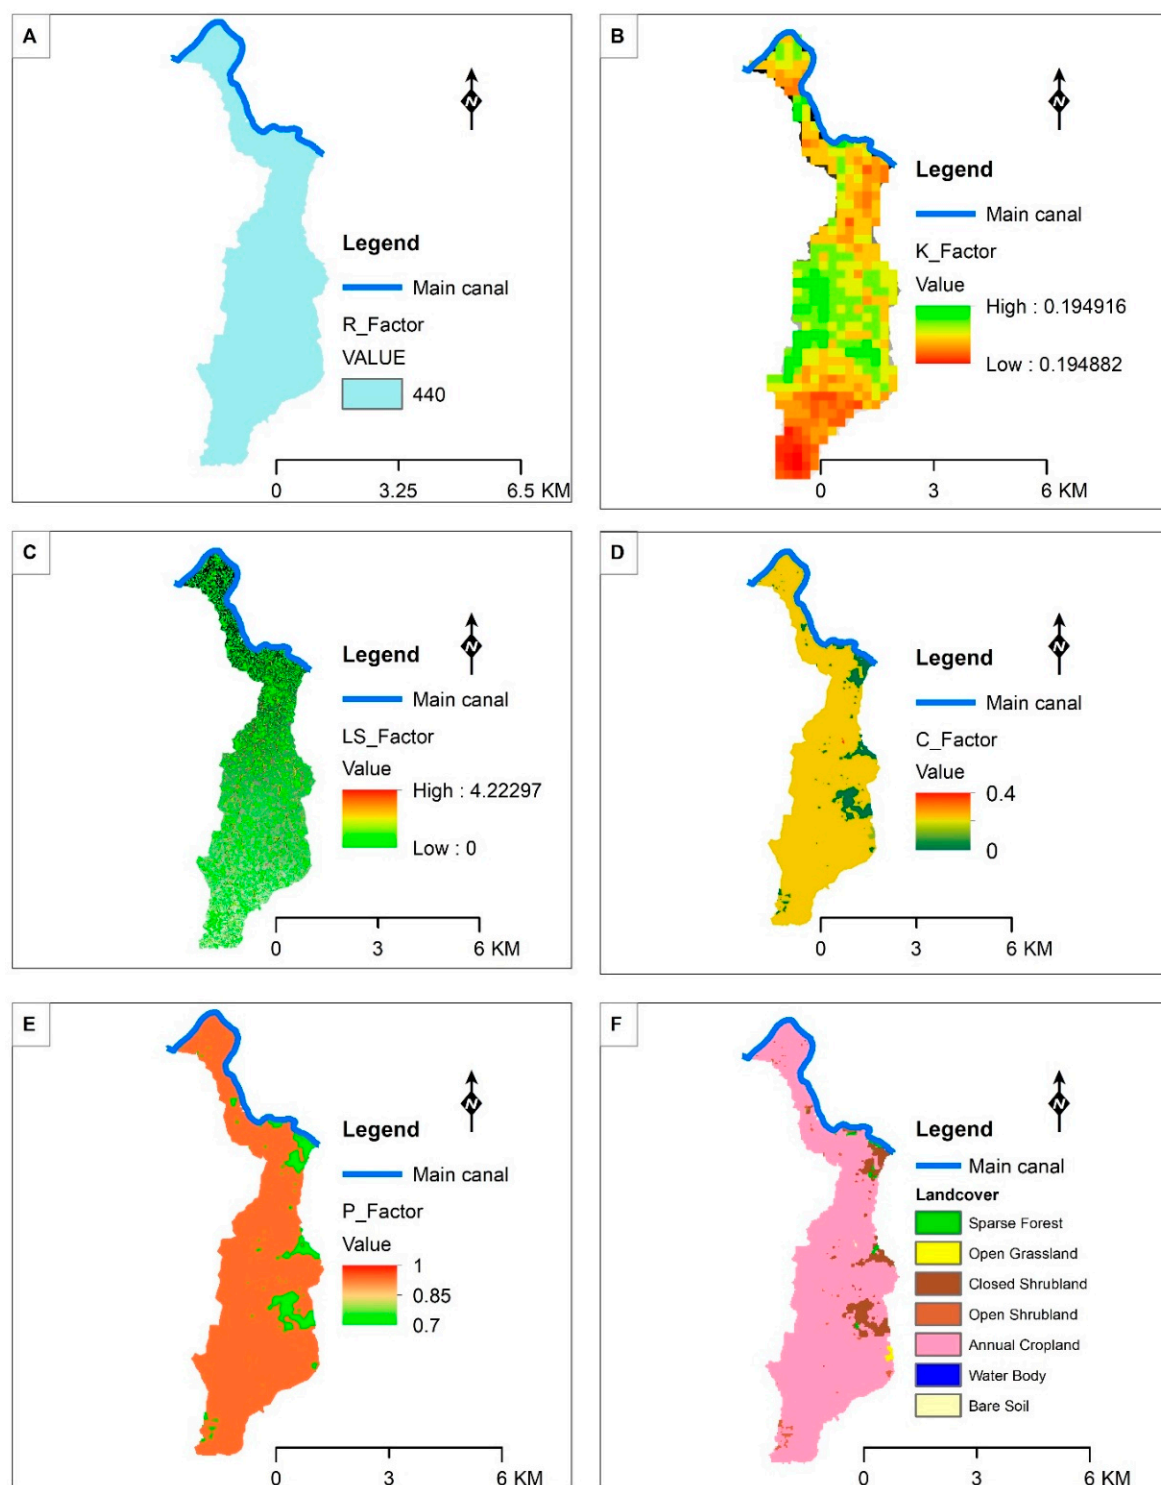 A
N
Legend
Main canal
R_Factor
VALUE
440
0 3.25 6.5 KM
B
N
Legend
Main canal
K_Factor
Value
High : 0.194916
Low : 0.194882
0 3 6 KM
C
N
Legend
Main canal
LS_Factor
Value
High : 4.22297
Low : 0
0 3 6 KM
D
N
Legend
Main canal
C_Factor
Value
0.4
0
0 3 6 KM
E
N
Legend
Main canal
P_Factor
Value
1
0.85
0.7
0 3 6 KM
F
N
Legend
Main canal
Landcover
Sparse Forest
Open Grassland
Closed Shrubland
Open Shrubland
Annual Cropland
Water Body
Bare Soil
0 3 6 KM